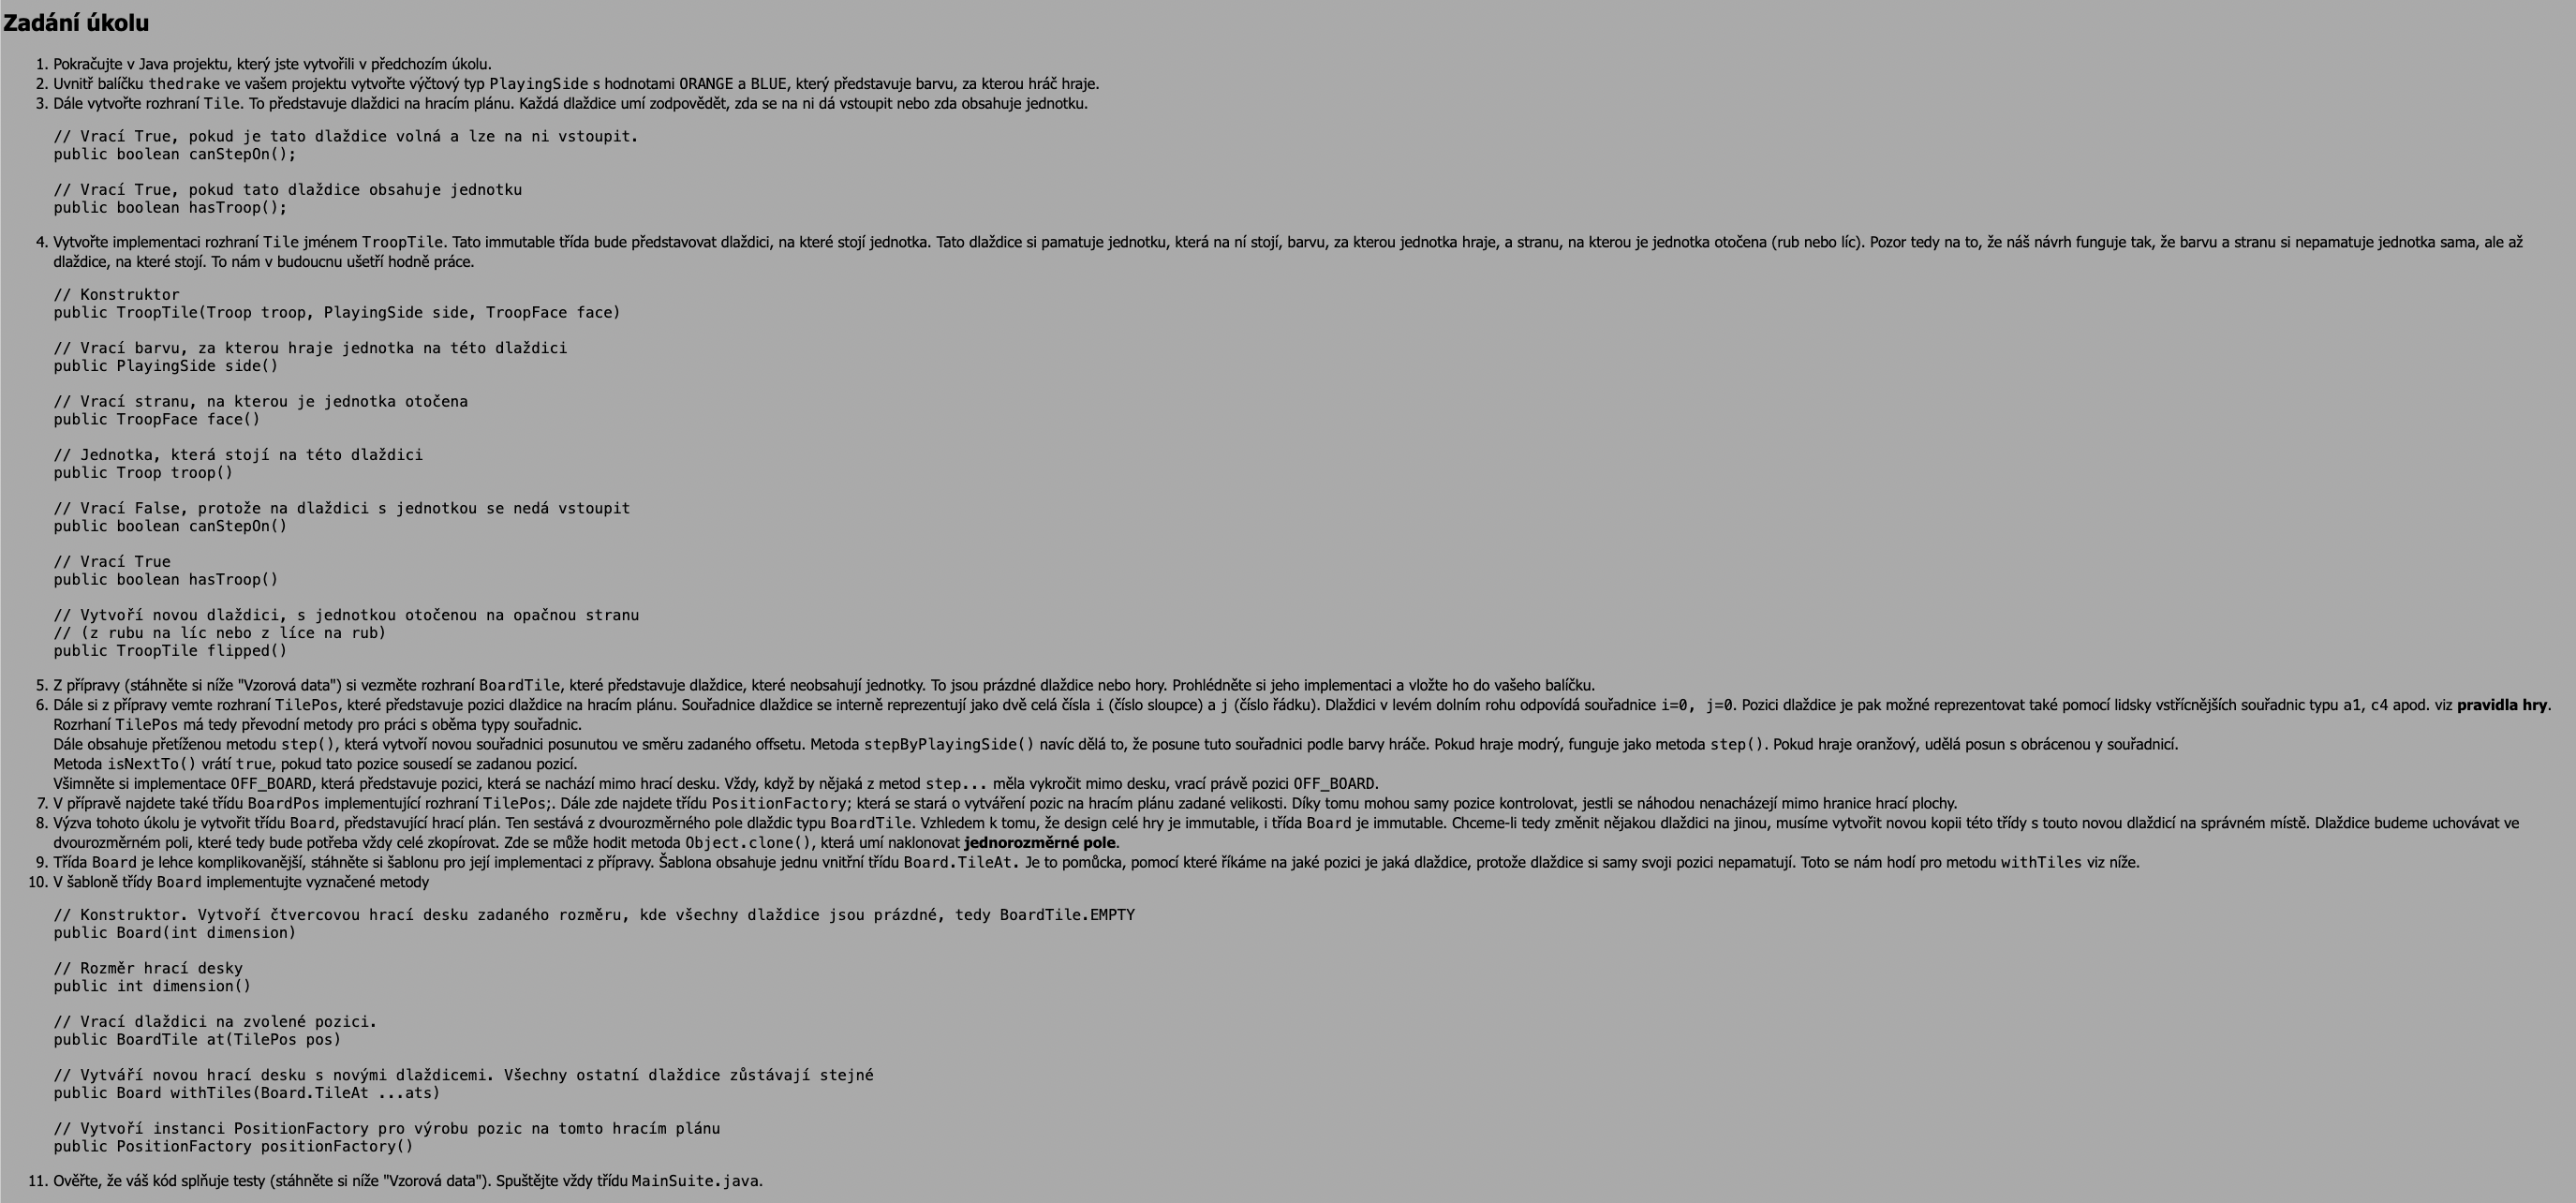 Zadání úkolu
1. Pokračujte v Java projektu, který jste vytvořili v předchozím úkolu.
2. Uvnitř balíčku thedrake ve vašem projektu vytvořte výčtový typ PlayingSide s hodnotami ORANGE a BLUE, který představuje barvu, za kterou hráč hraje.
3. Dále vytvořte rozhraní Tile. To představuje dlaždici na hracím plánu. Každá dlaždice umí zodpovědět, zda se na ni dá vstoupit nebo zda obsahuje jednotku.
// Vrací True, pokud je tato dlaždice volná a lze na ni vstoupit.
public boolean canStepOn();
// Vrací True, pokud tato dlaždice obsahuje jednotku
public boolean hasTroop();
4. Vytvořte implementaci rozhraní Tile jménem TroopTile. Tato immutable třída bude představovat dlaždici, na které stojí jednotka. Tato dlaždice si pamatuje jednotku, která na ní stojí, barvu, za kterou jednotka hraje, a stranu, na kterou je jednotka otočena (rub nebo líc). Pozor tedy na to, že náš návrh funguje tak, že barvu a stranu si nepamatuje jednotka sama, ale až
dlaždice, na které stojí. To nám v budoucnu ušetří hodně práce.
// Konstruktor
public TroopTile(Troop troop, PlayingSide side, TroopFace face)
// Vrací barvu, za kterou hraje jednotka na této dlaždici
public PlayingSide side()
// Vrací stranu, na kterou je jednotka otočena
public TroopFace face()
// Jednotka, která stojí na této dlaždici
public Troop troop()
// Vrací False, protože na dlaždici s jednotkou se nedá vstoupit
public boolean canStepOn()
// Vrací True
public boolean hasTroop()
// Vytvoří novou dlaždici, s jednotkou otočenou na opačnou stranu
// (z rubu na líc nebo z líce na rub)
public TroopTile flipped()
5. Z přípravy (stáhněte si níže "Vzorová data") si vezměte rozhraní BoardTile, které představuje dlaždice, které neobsahují jednotky. To jsou prázdné dlaždice nebo hory. Prohlédněte si jeho implementaci a vložte ho do vašeho balíčku.
6. Dále si z přípravy vemte rozhraní TilePos, které představuje pozici dlaždice na hracím plánu. Souřadnice dlaždice se interně reprezentují jako dvě celá čísla i (číslo sloupce) a j (číslo řádku). Dlaždici v levém dolním rohu odpovídá souřadnice i=0, j=0. Pozici dlaždice je pak možné reprezentovat také pomocí lidsky vstřícnějších souřadnic typu a1, c4 apod. viz pravidla hry.
Rozrhaní TilePos má tedy převodní metody pro práci s oběma typy souřadnic.
Dále obsahuje přetíženou metodu step(), která vytvoří novou souřadnici posunutou ve směru zadaného offsetu. Metoda stepByPlayingSide() navíc dělá to, že posune tuto souřadnici podle barvy hráče. Pokud hraje modrý, funguje jako metoda step(). Pokud hraje oranžový, udělá posun s obrácenou y souřadnicí.
Metoda isNextTo() vrátí true, pokud tato pozice sousedí se zadanou pozicí.
Všimněte si implementace OFF_BOARD, která představuje pozici, která se nachází mimo hrací desku. Vždy, když by nějaká z metod step... měla vykročit mimo desku, vrací právě pozici OFF_BOARD.
7. V přípravě najdete také třídu BoardPos implementující rozhraní TilePos;. Dále zde najdete třídu PositionFactory; která se stará o vytváření pozic na hracím plánu zadané velikosti. Díky tomu mohou samy pozice kontrolovat, jestli se náhodou nenacházejí mimo hranice hrací plochy.
8. Výzva tohoto úkolu je vytvořit třídu Board, představující hrací plán. Ten sestává z dvourozměrného pole dlaždic typu BoardTile. Vzhledem k tomu, že design celé hry je immutable, i třída Board je immutable. Chceme-li tedy změnit nějakou dlaždici na jinou, musíme vytvořit novou kopii této třídy s touto novou dlaždicí na správném místě. Dlaždice budeme uchovávat ve
dvourozměrném poli, které tedy bude potřeba vždy celé zkopírovat. Zde se může hodit metoda Object.clone(), která umí naklonovat jednorozměrné pole.
9. Třída Board je lehce komplikovanější, stáhněte si šablonu pro její implementaci z přípravy. Šablona obsahuje jednu vnitřní třídu Board.TileAt. Je to pomůcka, pomocí které říkáme na jaké pozici je jaká dlaždice, protože dlaždice si samy svoji pozici nepamatují. Toto se nám hodí pro metodu withTiles viz níže.
10. V šabloně třídy Board implementujte vyznačené metody
// Konstruktor. Vytvoří čtvercovou hrací desku zadaného rozměru, kde všechny dlaždice jsou prázdné, tedy BoardTile.EMPTY
public Board(int dimension)
// Rozměr hrací desky
public int dimension()
// Vrací dlaždici na zvolené pozici.
public BoardTile at(TilePos pos)
// Vytváří novou hrací desku s novými dlaždicemi. Všechny ostatní dlaždice zůstávají stejné
public Board withTiles(Board.TileAt ...ats)
// Vytvoří instanci PositionFactory pro výrobu pozic na tomto hracím plánu
public PositionFactory positionFactory()
11. Ověřte, že váš kód splňuje testy (stáhněte si níže "Vzorová data"). Spuštějte vždy třídu MainSuite.java.